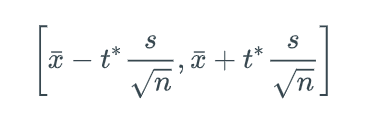 [x̄ − t* s/√n, x̄ + t* s/√n]